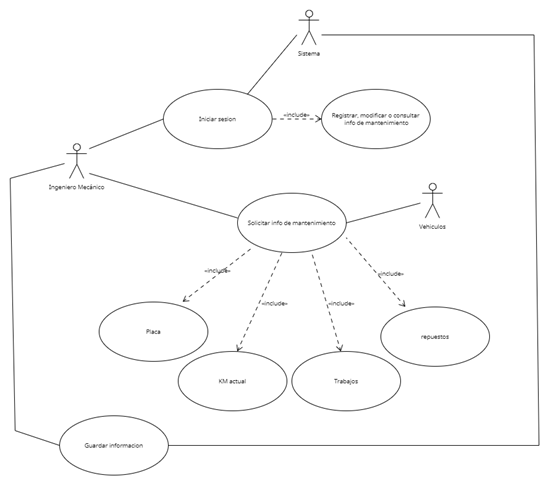 Sistema
Iniciar sesion
«include»
Registrar, modificar o consultar
info de mantenimiento
Ingeniero Mecánico
Solicitar info de mantenimiento
Vehiculos
«include»
«include»
«include»
«include»
Placa
repuestos
KM actual
Trabajos
Guardar informacion